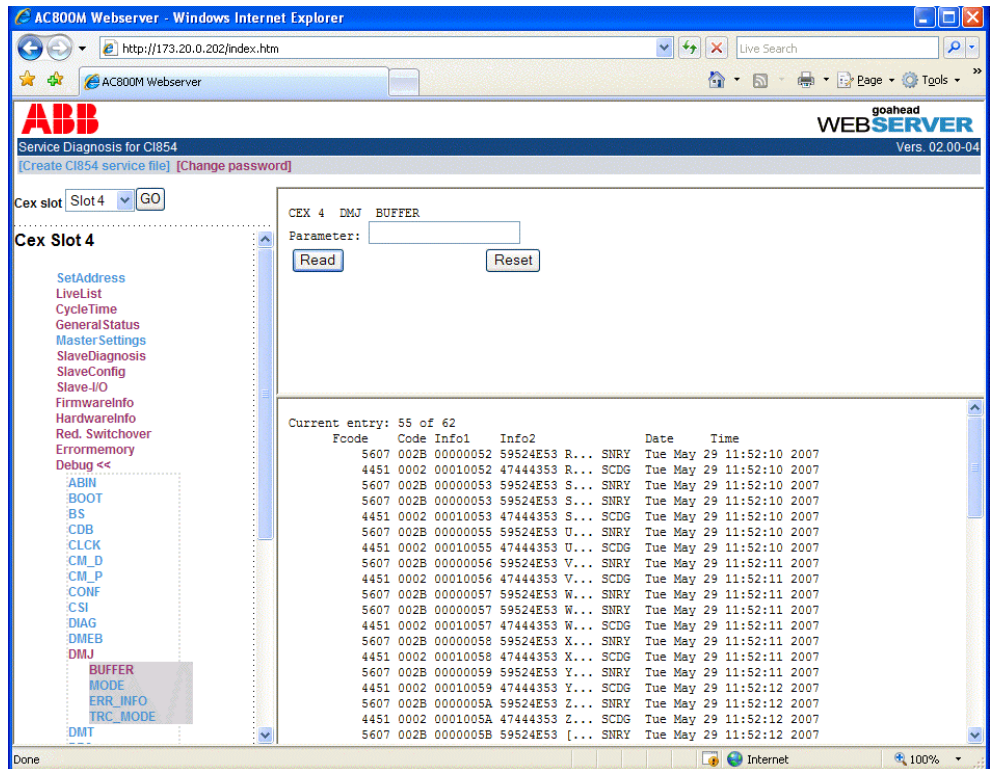 AC800M Webserver - Windows Internet Explorer
http://173.20.0.202/index.htm
Live Search
AC800M Webserver
Page
Tools
ABB
goahead
WEBSERVER
Service Diagnosis for CI854
Vers. 02.00-04
[Create CI854 service file] [Change password]
Cex slot Slot 4 GO
Cex Slot 4
SetAddress
LiveList
CycleTime
GeneralStatus
MasterSettings
SlaveDiagnosis
SlaveConfig
Slave-I/O
FirmwareInfo
HardwareInfo
Red. Switchover
Errormemory
Debug <<
ABIN
BOOT
BS
CDB
CLCK
CM_D
CM_P
CONF
CSI
DIAG
DMEB
DMJ
BUFFER
MODE
ERR_INFO
TRC_MODE
DMT
CEX 4 DMJ BUFFER
Parameter:
Read Reset
Current entry: 55 of 62
Fcode Code Info1 Info2 Date Time
5607 002B 00000052 59524E53 R... SNRY Tue May 29 11:52:10 2007
4451 0002 00010052 47444353 R... SCDG Tue May 29 11:52:10 2007
5607 002B 00000053 59524E53 S... SNRY Tue May 29 11:52:10 2007
5607 002B 00000053 59524E53 S... SNRY Tue May 29 11:52:10 2007
4451 0002 00010053 47444353 S... SCDG Tue May 29 11:52:10 2007
5607 002B 00000055 59524E53 U... SNRY Tue May 29 11:52:10 2007
4451 0002 00010055 47444353 U... SCDG Tue May 29 11:52:10 2007
5607 002B 00000056 59524E53 V... SNRY Tue May 29 11:52:11 2007
4451 0002 00010056 47444353 V... SCDG Tue May 29 11:52:11 2007
5607 002B 00000057 59524E53 W... SNRY Tue May 29 11:52:11 2007
5607 002B 00000057 59524E53 W... SNRY Tue May 29 11:52:11 2007
4451 0002 00010057 47444353 W... SCDG Tue May 29 11:52:11 2007
5607 002B 00000058 59524E53 X... SNRY Tue May 29 11:52:11 2007
4451 0002 00010058 47444353 X... SCDG Tue May 29 11:52:11 2007
5607 002B 00000059 59524E53 Y... SNRY Tue May 29 11:52:11 2007
4451 0002 00010059 47444353 Y... SCDG Tue May 29 11:52:12 2007
5607 002B 0000005A 59524E53 Z... SNRY Tue May 29 11:52:12 2007
4451 0002 0001005A 47444353 Z... SCDG Tue May 29 11:52:12 2007
5607 002B 0000005B 59524E53 [... SNRY Tue May 29 11:52:12 2007
Done
Internet
100%